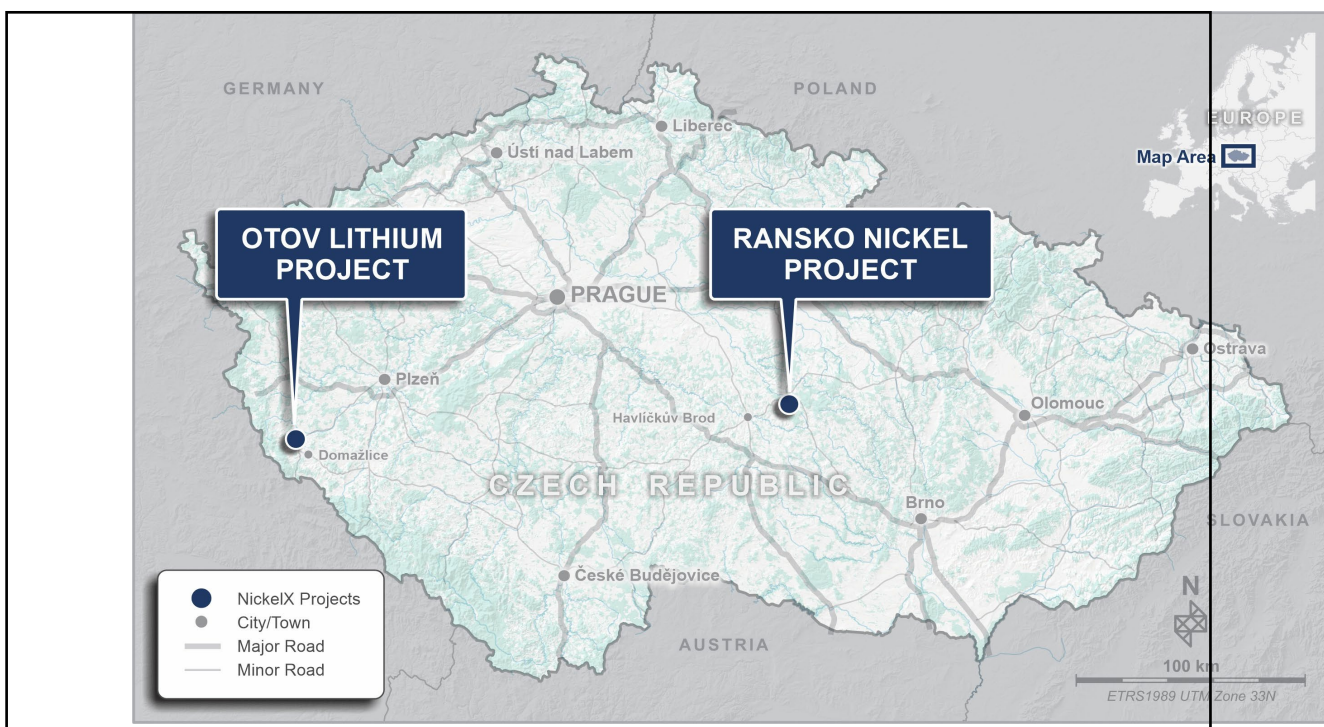 GERMANY
POLAND
EUROPE
Map Area
Liberec
Ústí nad Labem
OTOV LITHIUM
PROJECT
RANSKO NICKEL
PROJECT
PRAGUE
Ostrava
Plzeň
Olomouc
Havlíčkův Brod
Domažlice
CZECH REPUBLIC
Brno
SLOVAKIA
České Budějovice
NickelX Projects
City/Town
Major Road
Minor Road
AUSTRIA
N
100 km
ETRS1989 UTM Zone 33N